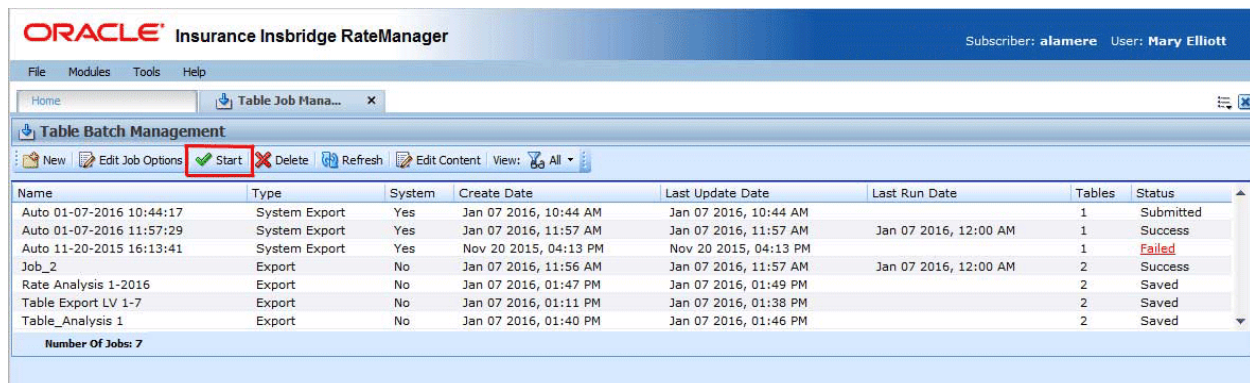 ORACLE Insurance Insbridge RateManager
Subscriber: alamere User: Mary Elliott
File Modules Tools Help
Home Table Job Mana... x
Table Batch Management
New Edit Job Options Start Delete Refresh Edit Content View: All
Name Type System Create Date Last Update Date Last Run Date Tables Status
Auto 01-07-2016 10:44:17 System Export Yes Jan 07 2016, 10:44 AM Jan 07 2016, 10:44 AM 1 Submitted
Auto 01-07-2016 11:57:29 System Export Yes Jan 07 2016, 11:57 AM Jan 07 2016, 11:57 AM Jan 07 2016, 12:00 AM 1 Success
Auto 11-20-2015 16:13:41 System Export Yes Nov 20 2015, 04:13 PM Nov 20 2015, 04:13 PM 1 Failed
Job_2 Export No Jan 07 2016, 11:56 AM Jan 07 2016, 11:57 AM Jan 07 2016, 12:00 AM 2 Success
Rate Analysis 1-2016 Export No Jan 07 2016, 01:47 PM Jan 07 2016, 01:49 PM 2 Saved
Table Export LV 1-7 Export No Jan 07 2016, 01:11 PM Jan 07 2016, 01:38 PM 2 Saved
Table_Analysis 1 Export No Jan 07 2016, 01:40 PM Jan 07 2016, 01:46 PM 2 Saved
Number Of Jobs: 7